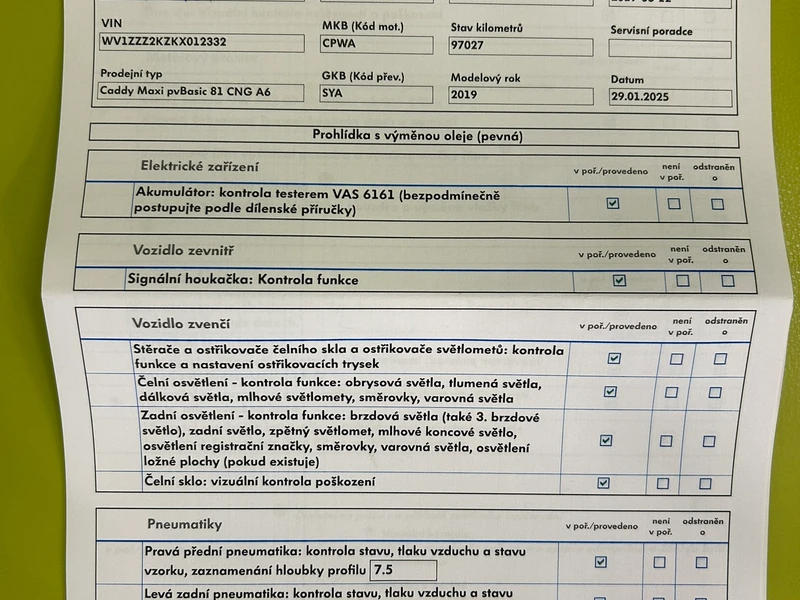 VIN
MKB (Kód mot.)
Stav kilometrů
Servisní poradce
WV1ZZZ2KZKX012332
CPWA
97027
Prodejní typ
GKB (Kód přev.)
Modelový rok
Datum
Caddy Maxi pvBasic 81 CNG A6
SYA
2019
29.01.2025
Prohlídka s výměnou oleje (pevná)
Elektrické zařízení
v poř./provedeno
není
v poř.
odstraněn
o
Akumulátor: kontrola testerem VAS 6161 (bezpodmínečně
postupujte podle dílenské příručky)
Vozidlo zevnitř
v poř./provedeno
není
v poř.
odstraněn
o
Signální houkačka: Kontrola funkce
Vozidlo zvenčí
v poř./provedeno
není
v poř.
odstraněn
o
Stěrače a ostřikovače čelního skla a ostřikovače světlometů: kontrola
funkce a nastavení ostřikovacích trysek
Čelní osvětlení - kontrola funkce: obrysová světla, tlumená světla,
dálková světla, mlhové světlomety, směrovky, varovná světla
Zadní osvětlení - kontrola funkce: brzdová světla (také 3. brzdové
světlo), zadní světlo, zpětný světlomet, mlhové koncové světlo,
osvětlení registrační značky, směrovky, varovná světla, osvětlení
ložné plochy (pokud existuje)
Čelní sklo: vizuální kontrola poškození
Pneumatiky
v poř./provedeno
není
v poř.
odstraněn
o
Pravá přední pneumatika: kontrola stavu, tlaku vzduchu a stavu
vzorku, zaznamenání hloubky profilu 7.5
Levá zadní pneumatika: kontrola stavu, tlaku vzduchu a stavu